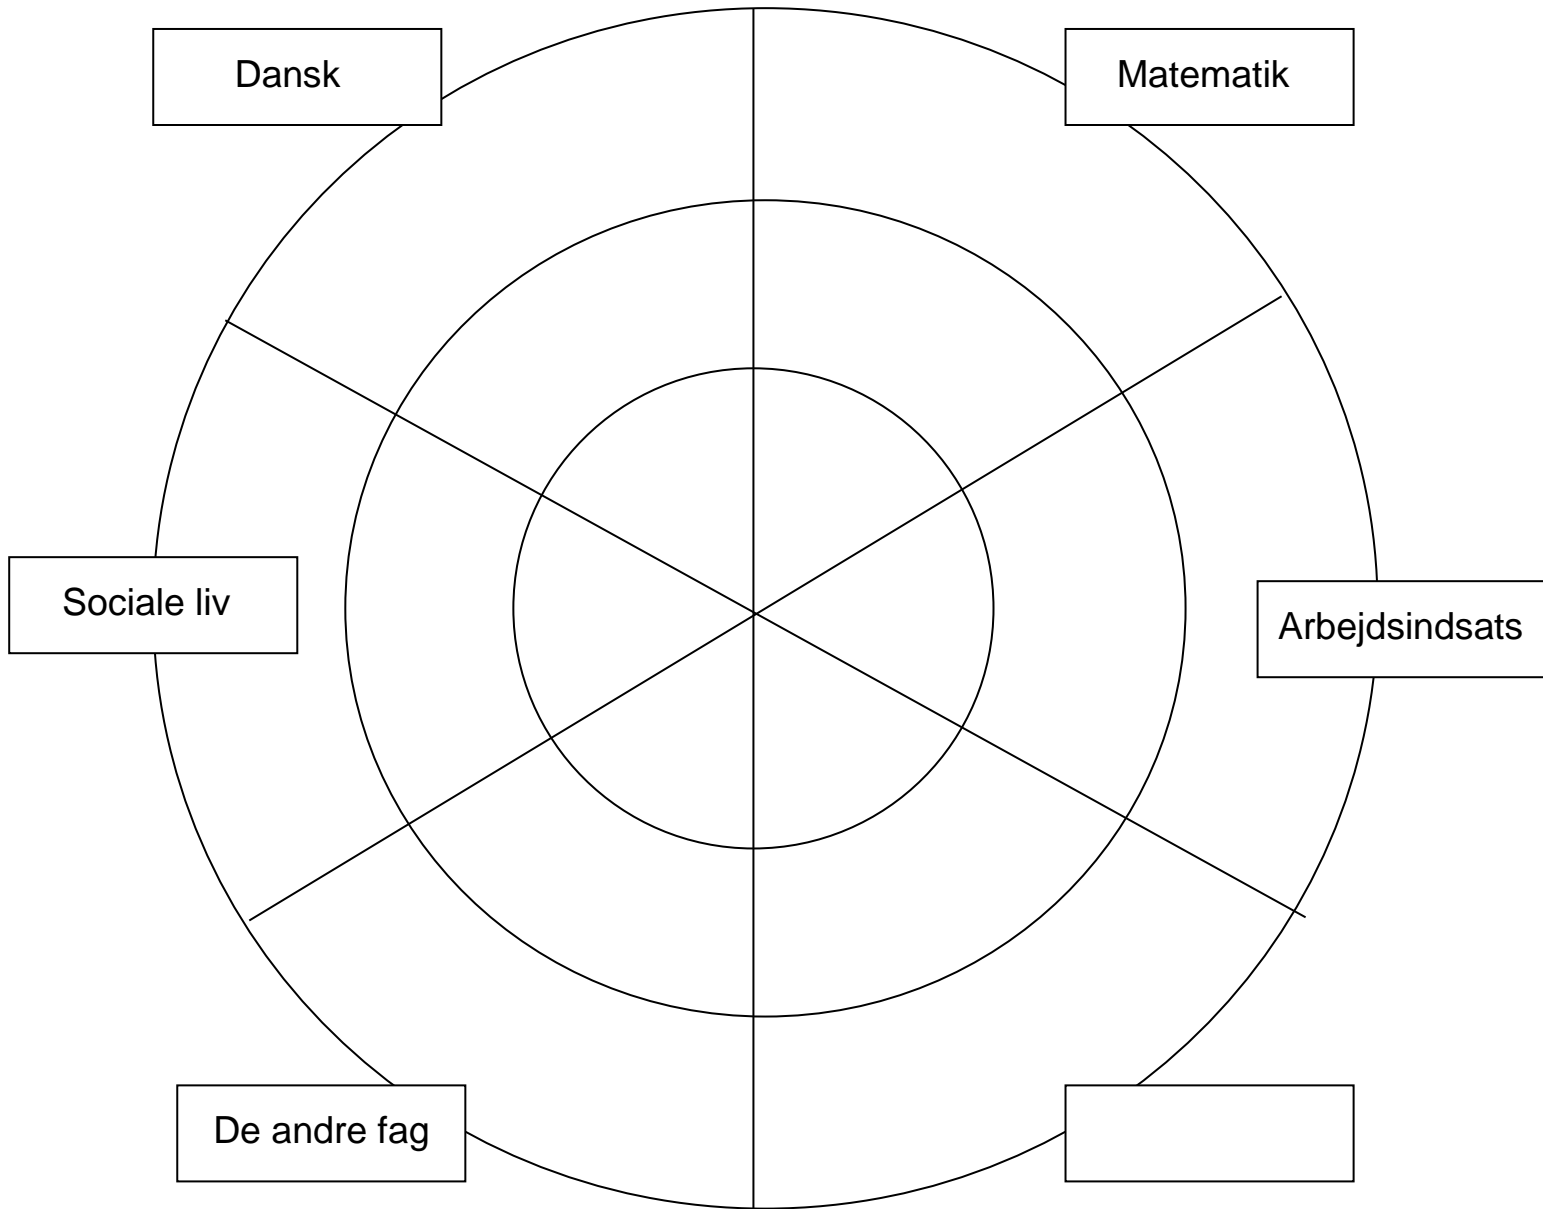 Dansk
Matematik
Sociale liv
Arbejdsindsats
De andre fag